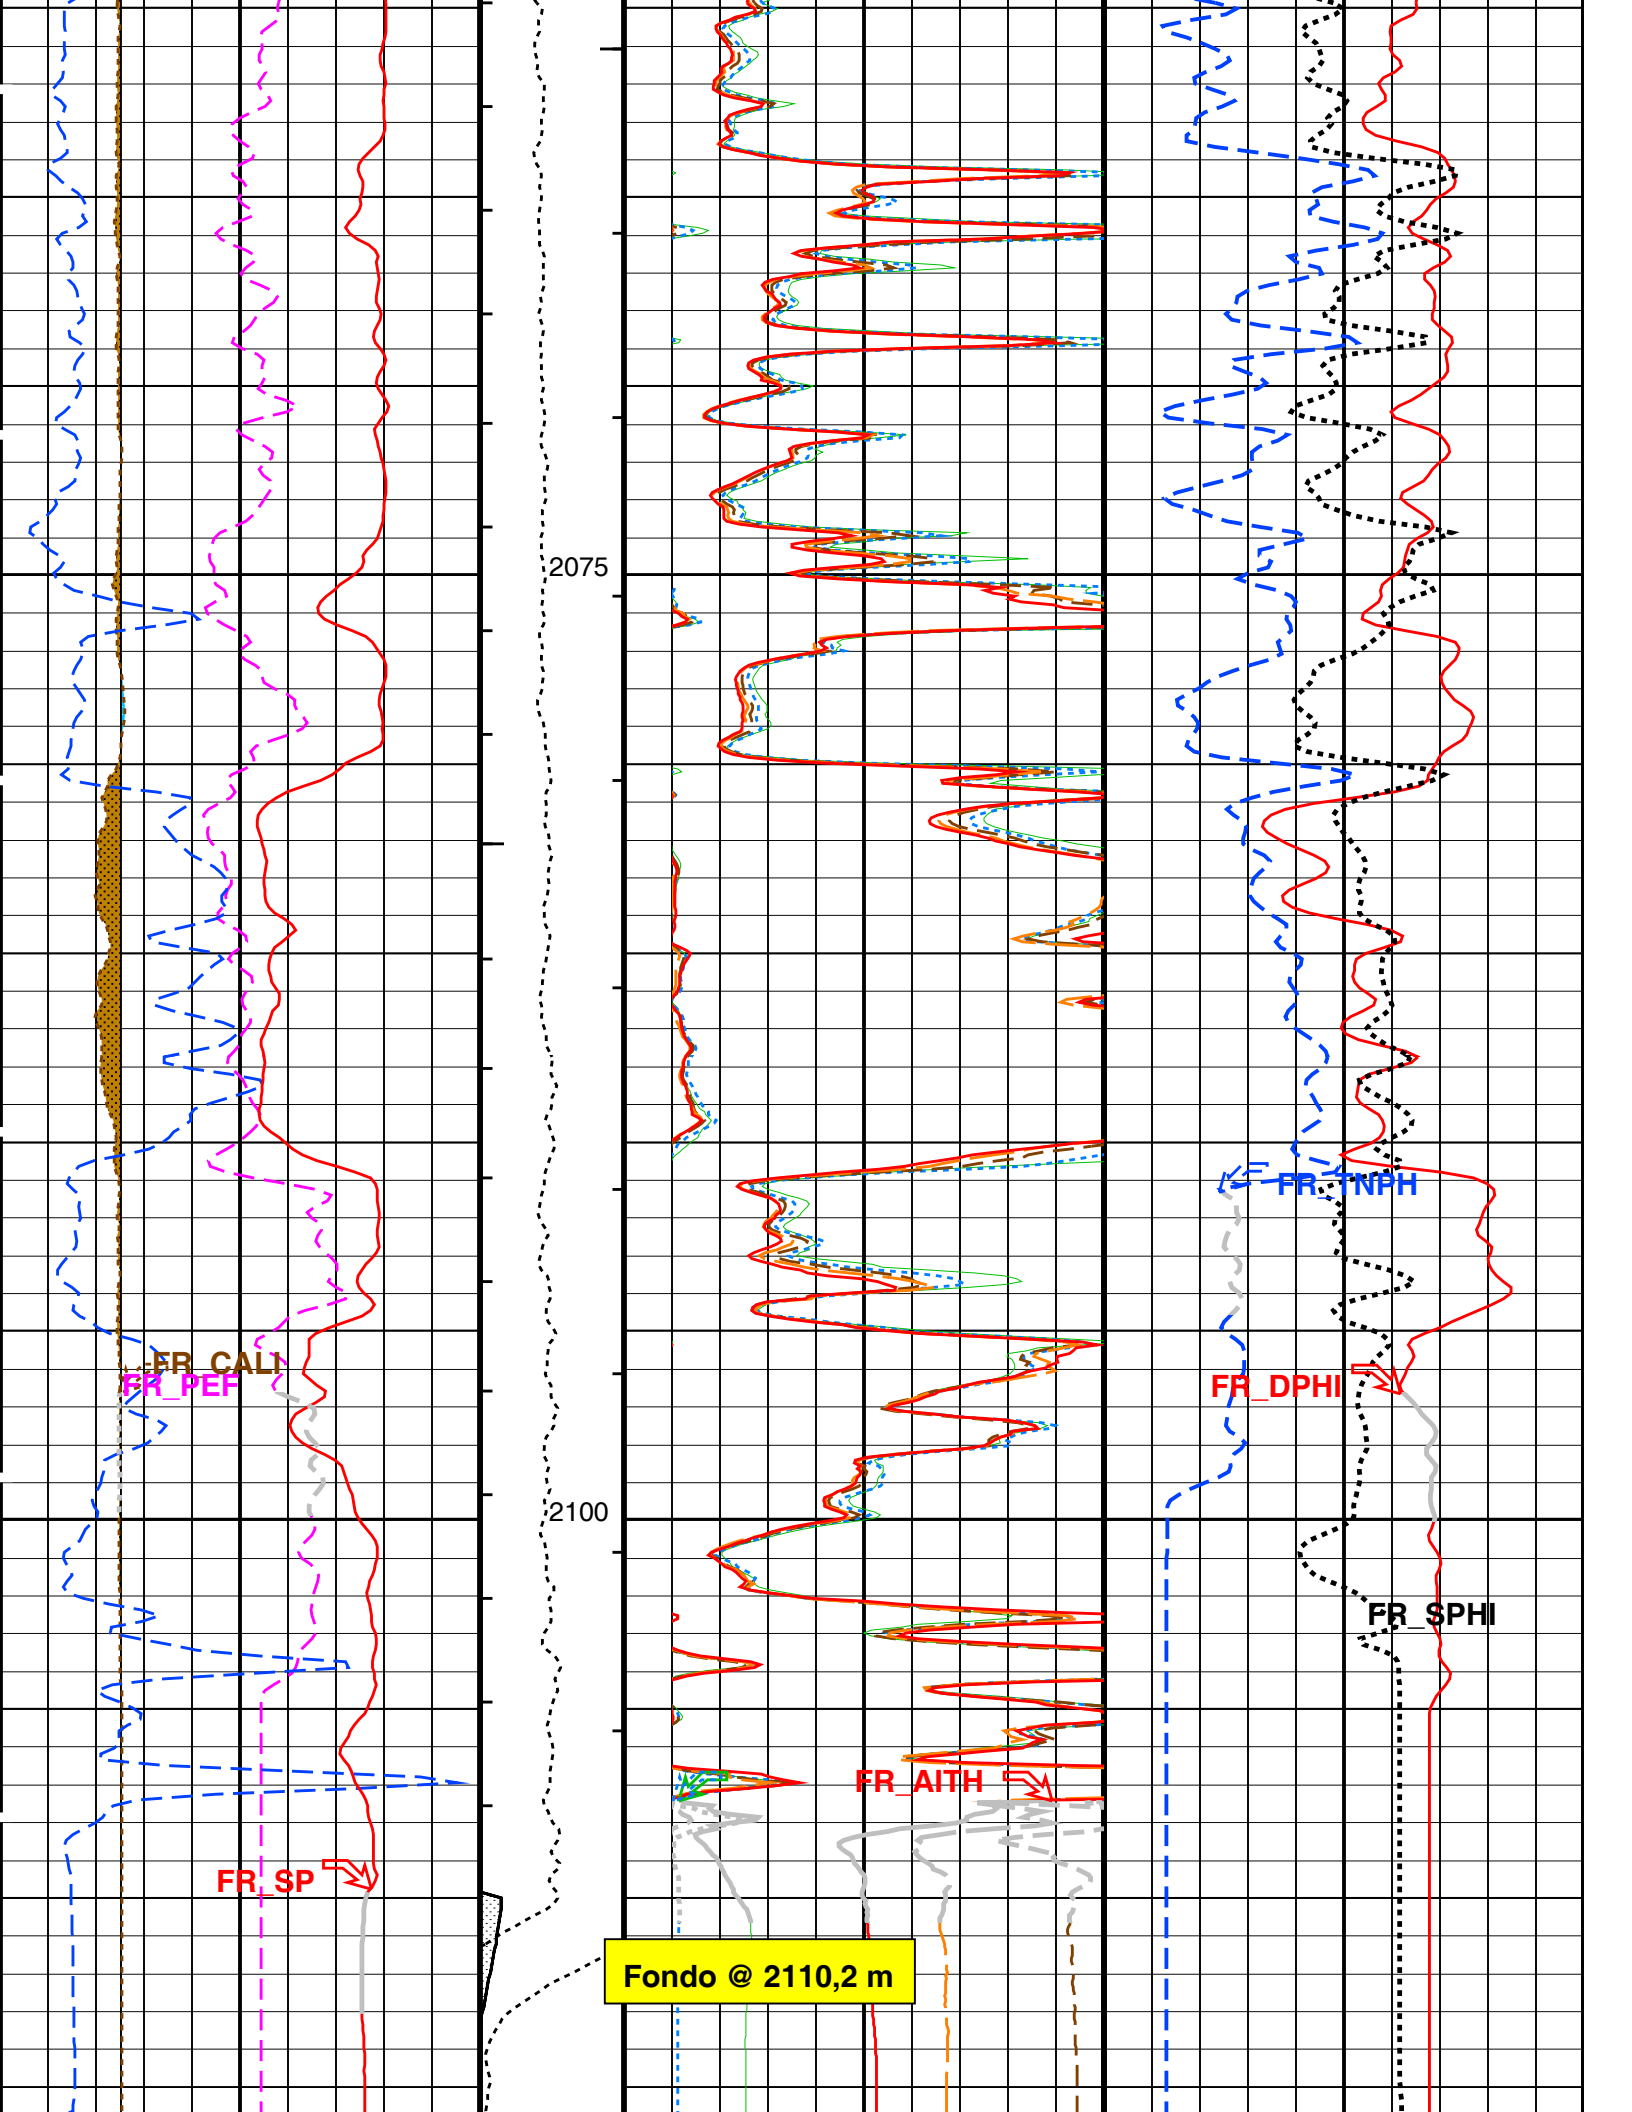 2075
FR_TNPH
FR_CALI
FR_PEF
FR_DPHI
2100
FR_SPHI
FR_AITH
FR_SP
Fondo @ 2110,2 m